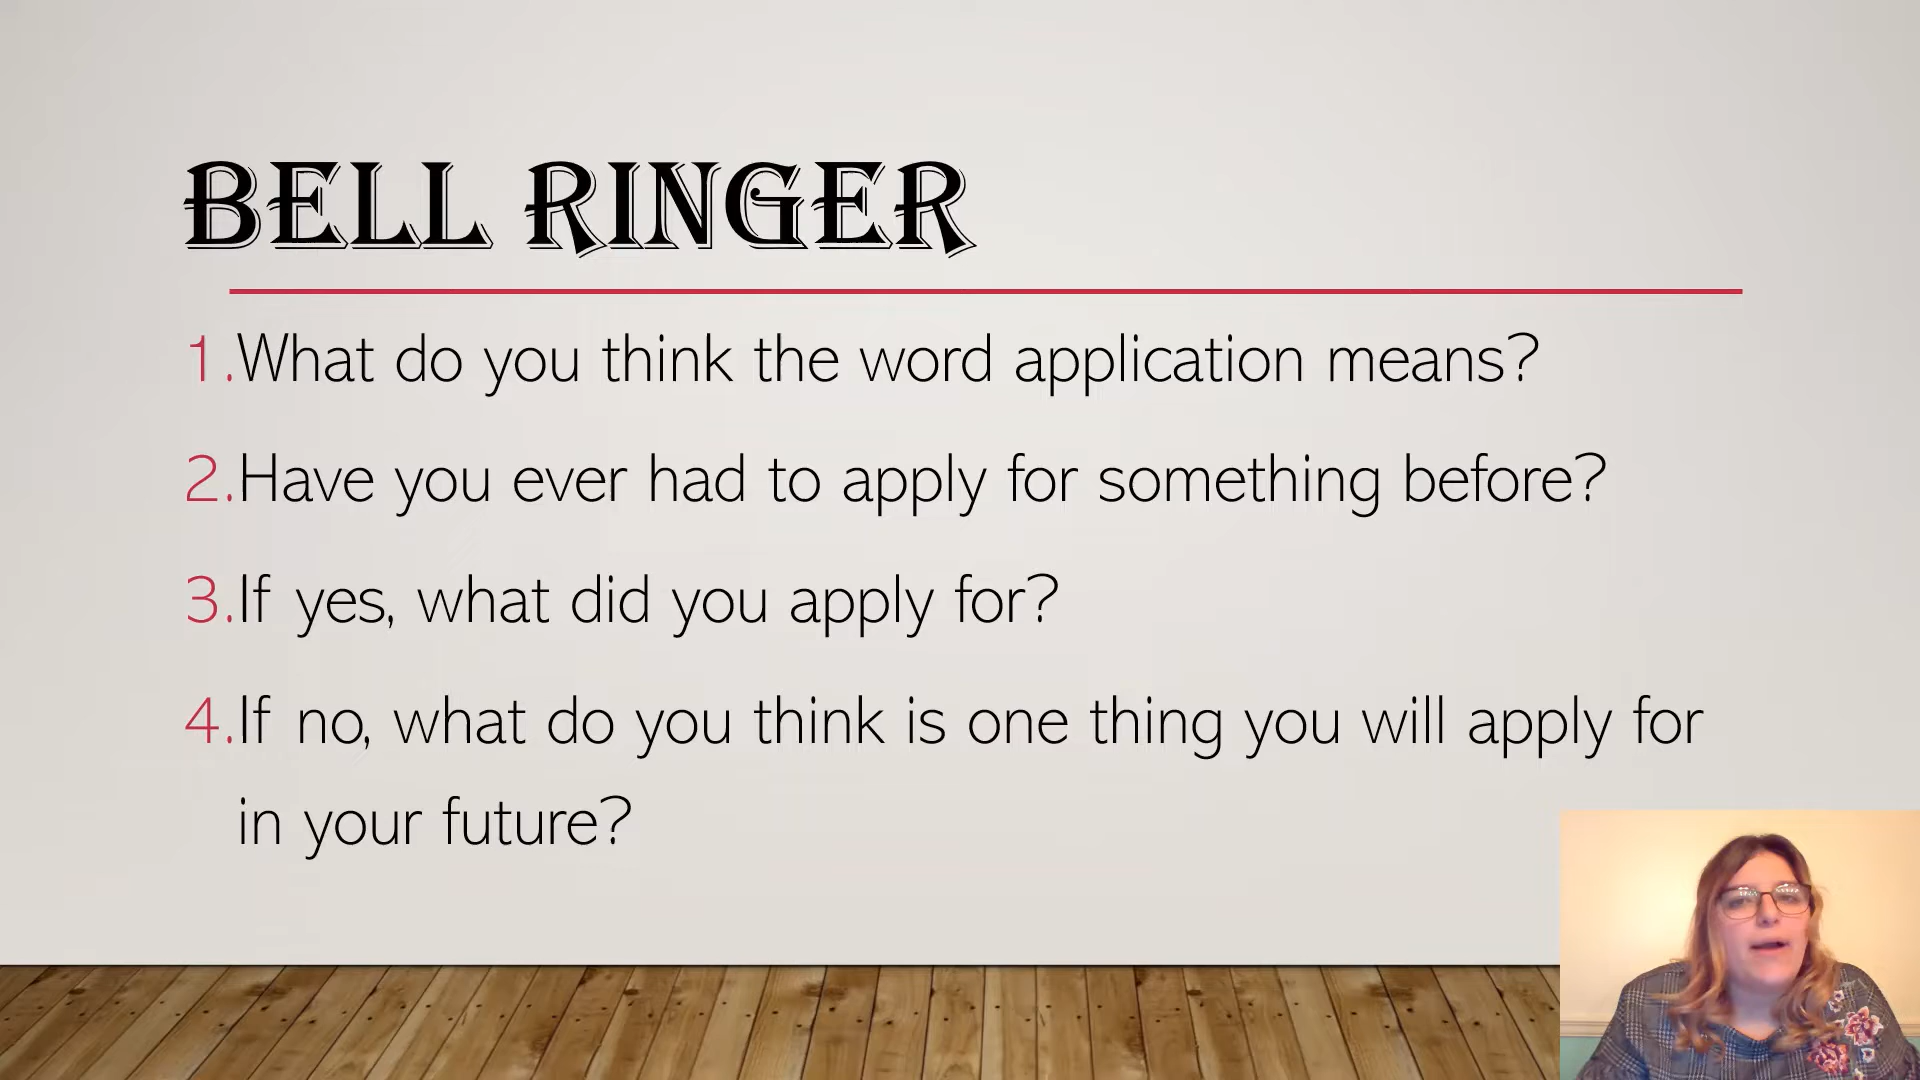 BELL RINGER
1.What do you think the word application means?
2.Have you ever had to apply for something before?
3.If yes, what did you apply for?
4.If no, what do you think is one thing you will apply for
in your future?